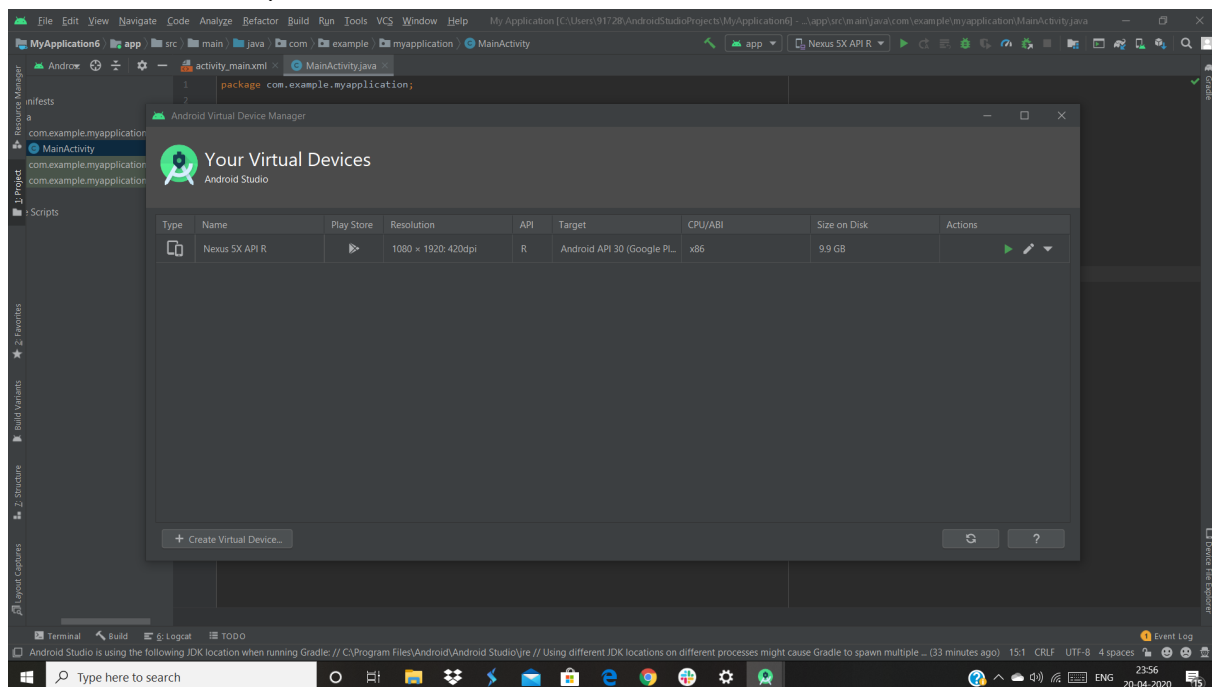 File Edit View Navigate Code Analyze Refactor Build Run Tools VCS Window Help My Application [C:\Users\91728\AndroidStudioProjects\MyApplication6] - ...\app\src\main\java\com\example\myapplication\MainActivity.java
MyApplication6 app src main java com example myapplication MainActivity app Nexus 5X API R
Andro activity_main.xml MainActivity.java
1 package com.example.myapplication;
2
nifests
a
com.example.myapplication
MainActivity
com.example.myapplication
com.example.myapplication
Scripts
Resource Manager
1: Project
2: Favorites
Build Variants
Z: Structure
Layout Captures
Gradle
Device File Explorer
Android Virtual Device Manager
Your Virtual Devices
Android Studio
Type Name Play Store Resolution API Target CPU/ABI Size on Disk Actions
Nexus 5X API R 1080 × 1920: 420dpi R Android API 30 (Google Pl... x86 9.9 GB
+ Create Virtual Device...
?
Terminal Build 6: Logcat TODO 1 Event Log
Android Studio is using the following JDK location when running Gradle: // C:\Program Files\Android\Android Studio\jre // Using different JDK locations on different processes might cause Gradle to spawn multiple ... (33 minutes ago) 15:1 CRLF UTF-8 4 spaces
Type here to search ENG 23:56
20-04-2020 15